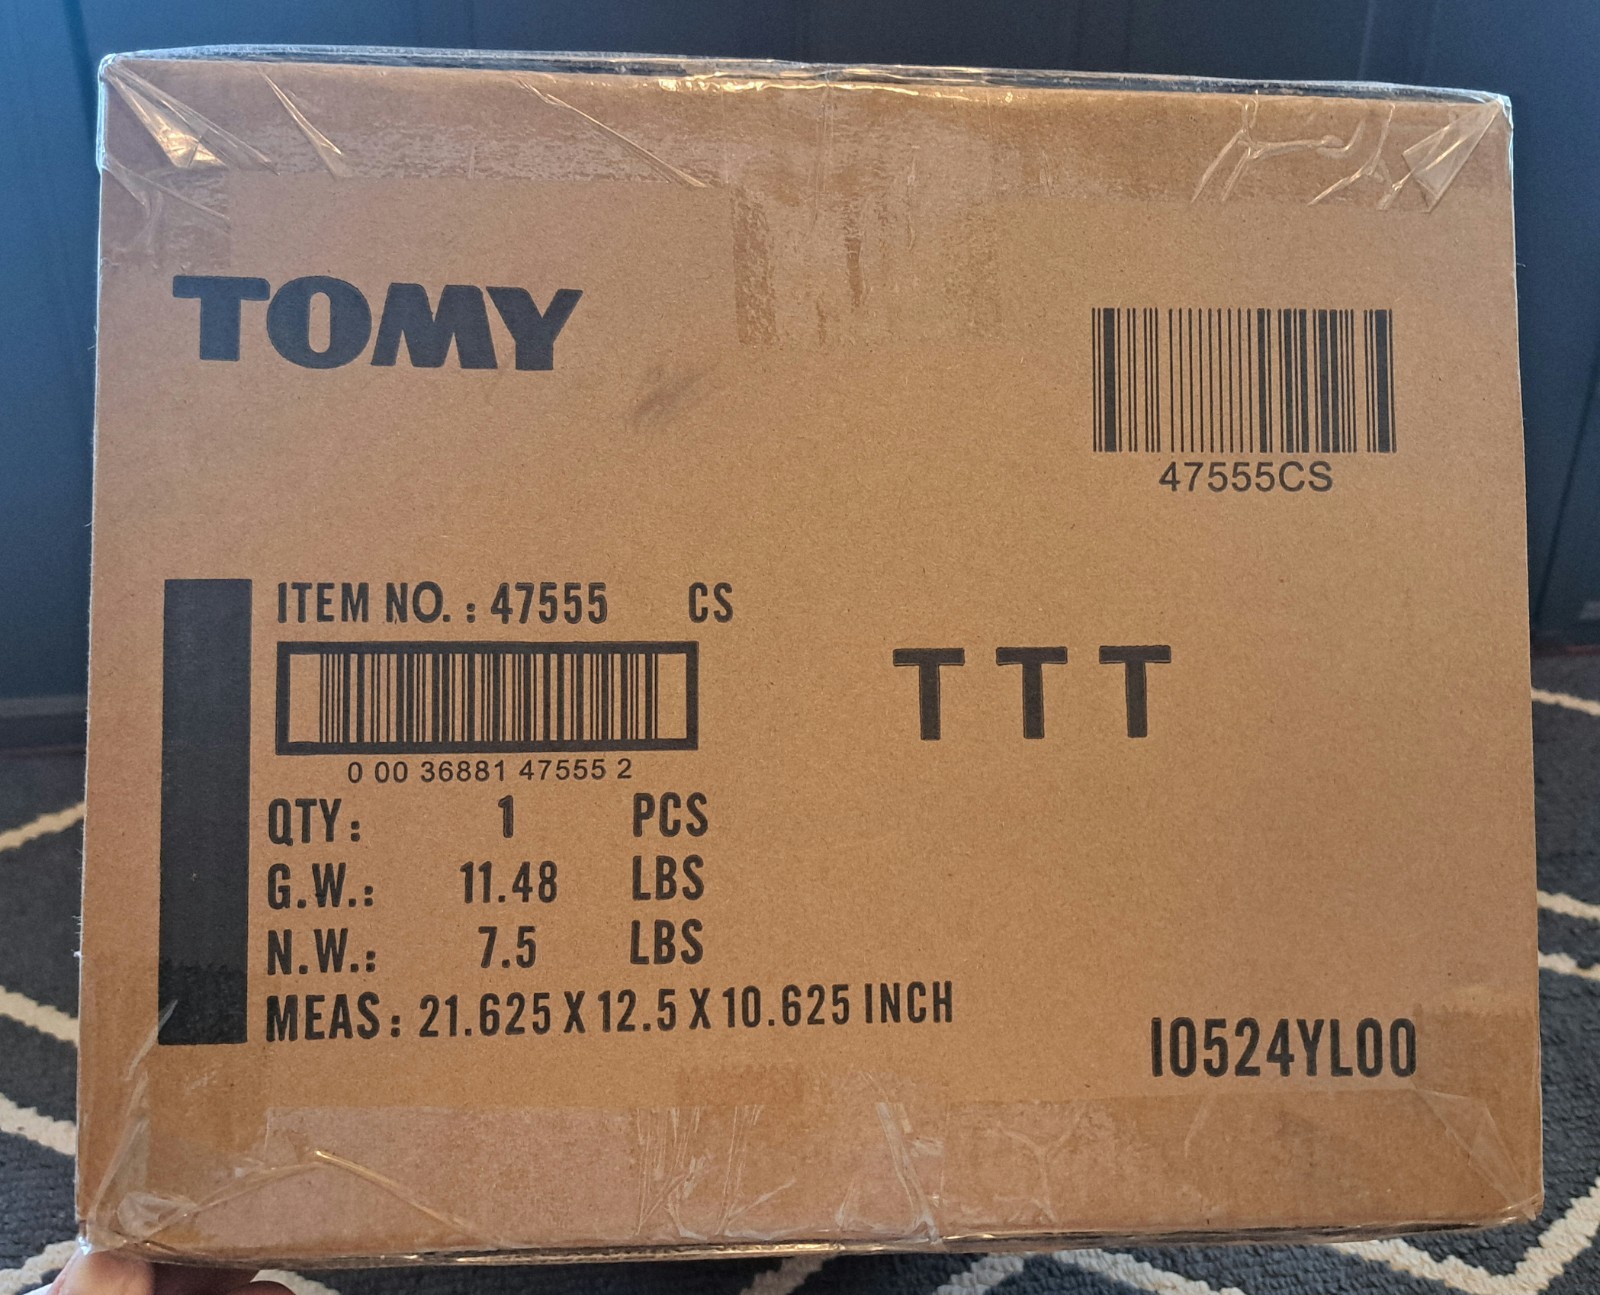 TOMY
47555CS
ITEM NO. : 47555 CS
0 00 36881 47555 2
TTT
QTY: 1 PCS
G.W.: 11.48 LBS
N.W.: 7.5 LBS
MEAS: 21.625 X 12.5 X 10.625 INCH
I0524YL00